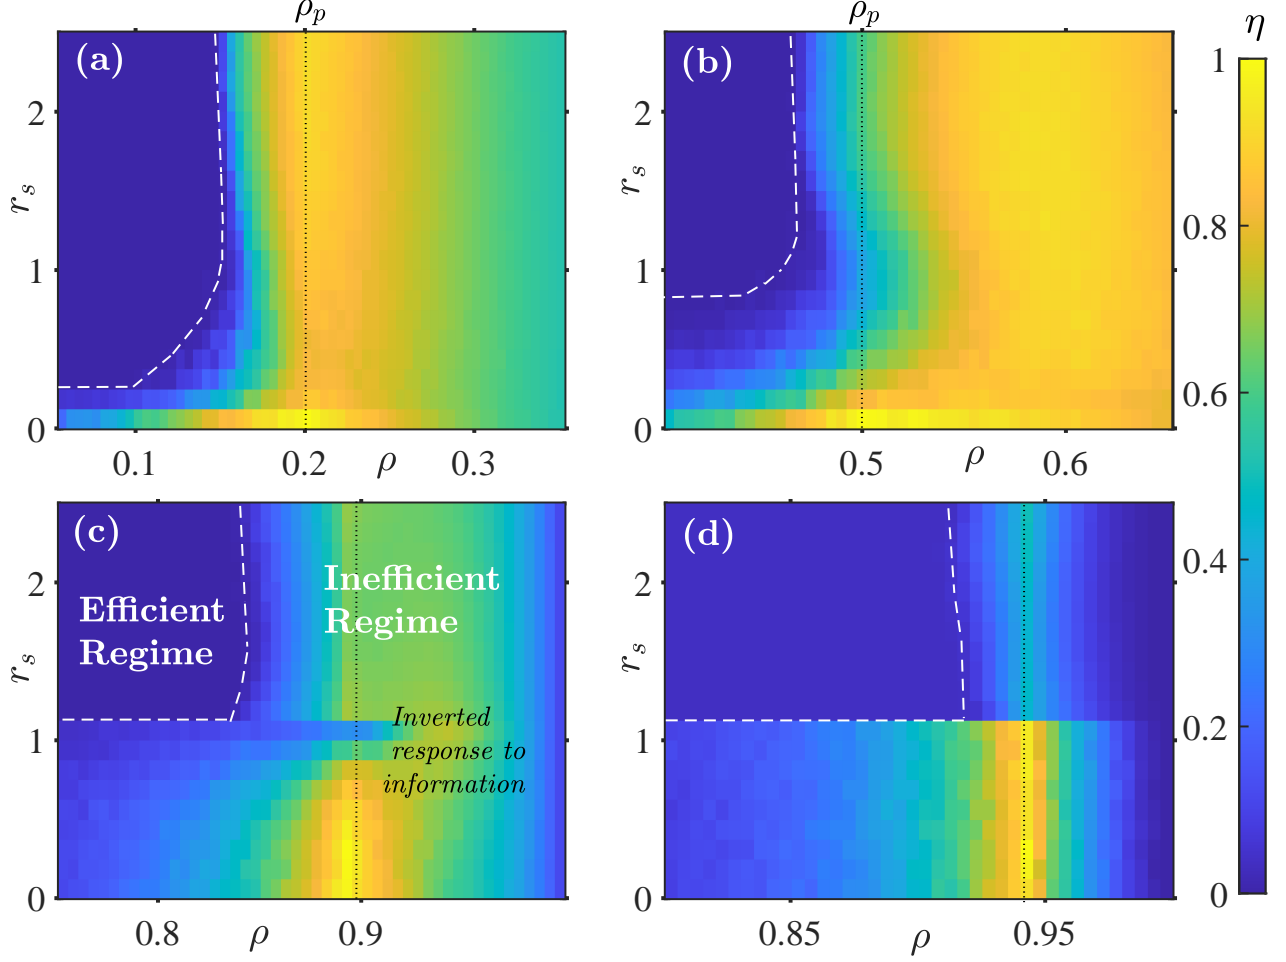 ρp ρp η
(a) (b) 1
2 2
rs rs 0.8
1 1
0.6
0 0
0.1 0.2 ρ 0.3 0.5 ρ 0.6
(c) (d)
Inefficient
Regime
Efficient
Regime
2 2 0.4
rs rs
Inverted
response to
information
1 1 0.2
0 0 0
0.8 ρ 0.9 0.85 ρ 0.95